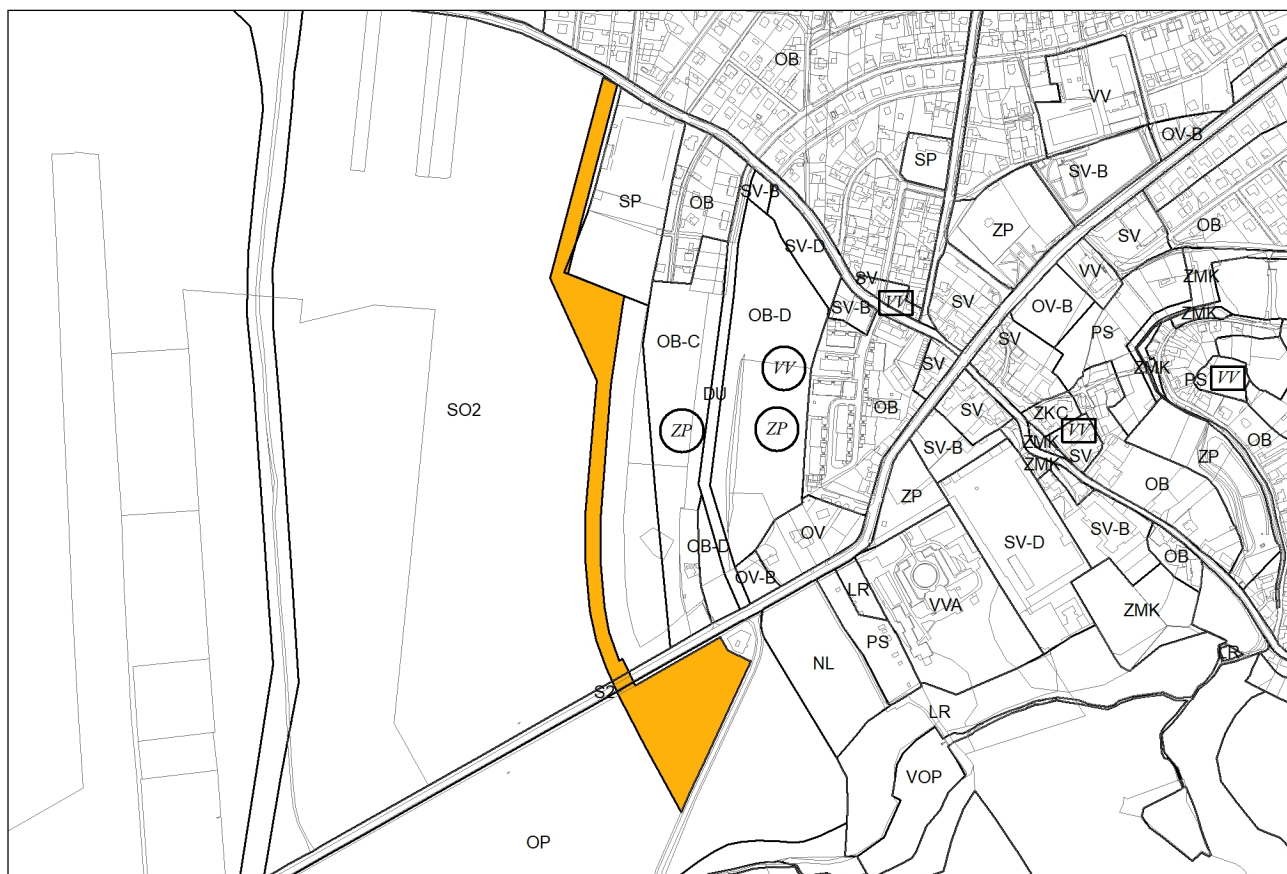 OB
VV
OV-B
SP
SV-B
SV-B
SP
OB
ZP
SV
OB
SV-D
VV
ZMK
SV
VV
SV-B
SV
OV-B
ZMK
OB-D
OB-C
SV
PS
VV
SV
ZMK
PS
VV
DU
SO2
OB
SV
ZKC
ZP
ZP
VV
OB
ZMK
SV-B
SV
ZP
ZMK
OB
ZP
OV
SV-D
SV-B
OB-D
OB
OV-B
LR
VVA
ZMK
PS
NL
LR
S2
LR
VOP
OP